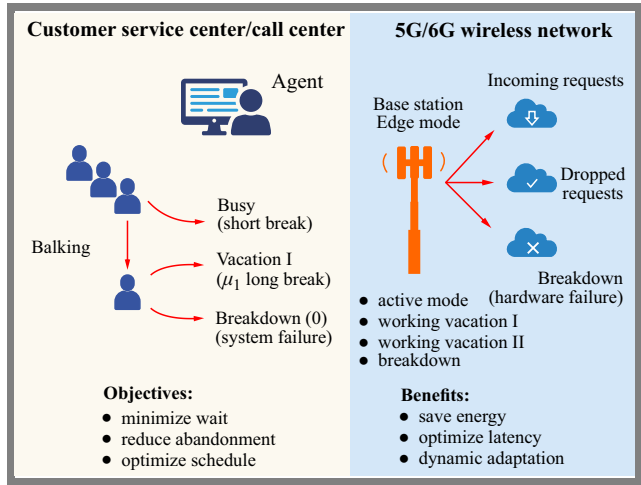 Customer service center/call center
Agent
Busy
(short break)
Balking
Vacation I
(μ₁ long break)
Breakdown (0)
(system failure)
Objectives:
● minimize wait
● reduce abandonment
● optimize schedule
5G/6G wireless network
Incoming requests
Base station
Edge mode
Dropped
requests
Breakdown
(hardware failure)
● active mode
● working vacation I
● working vacation II
● breakdown
Benefits:
● save energy
● optimize latency
● dynamic adaptation